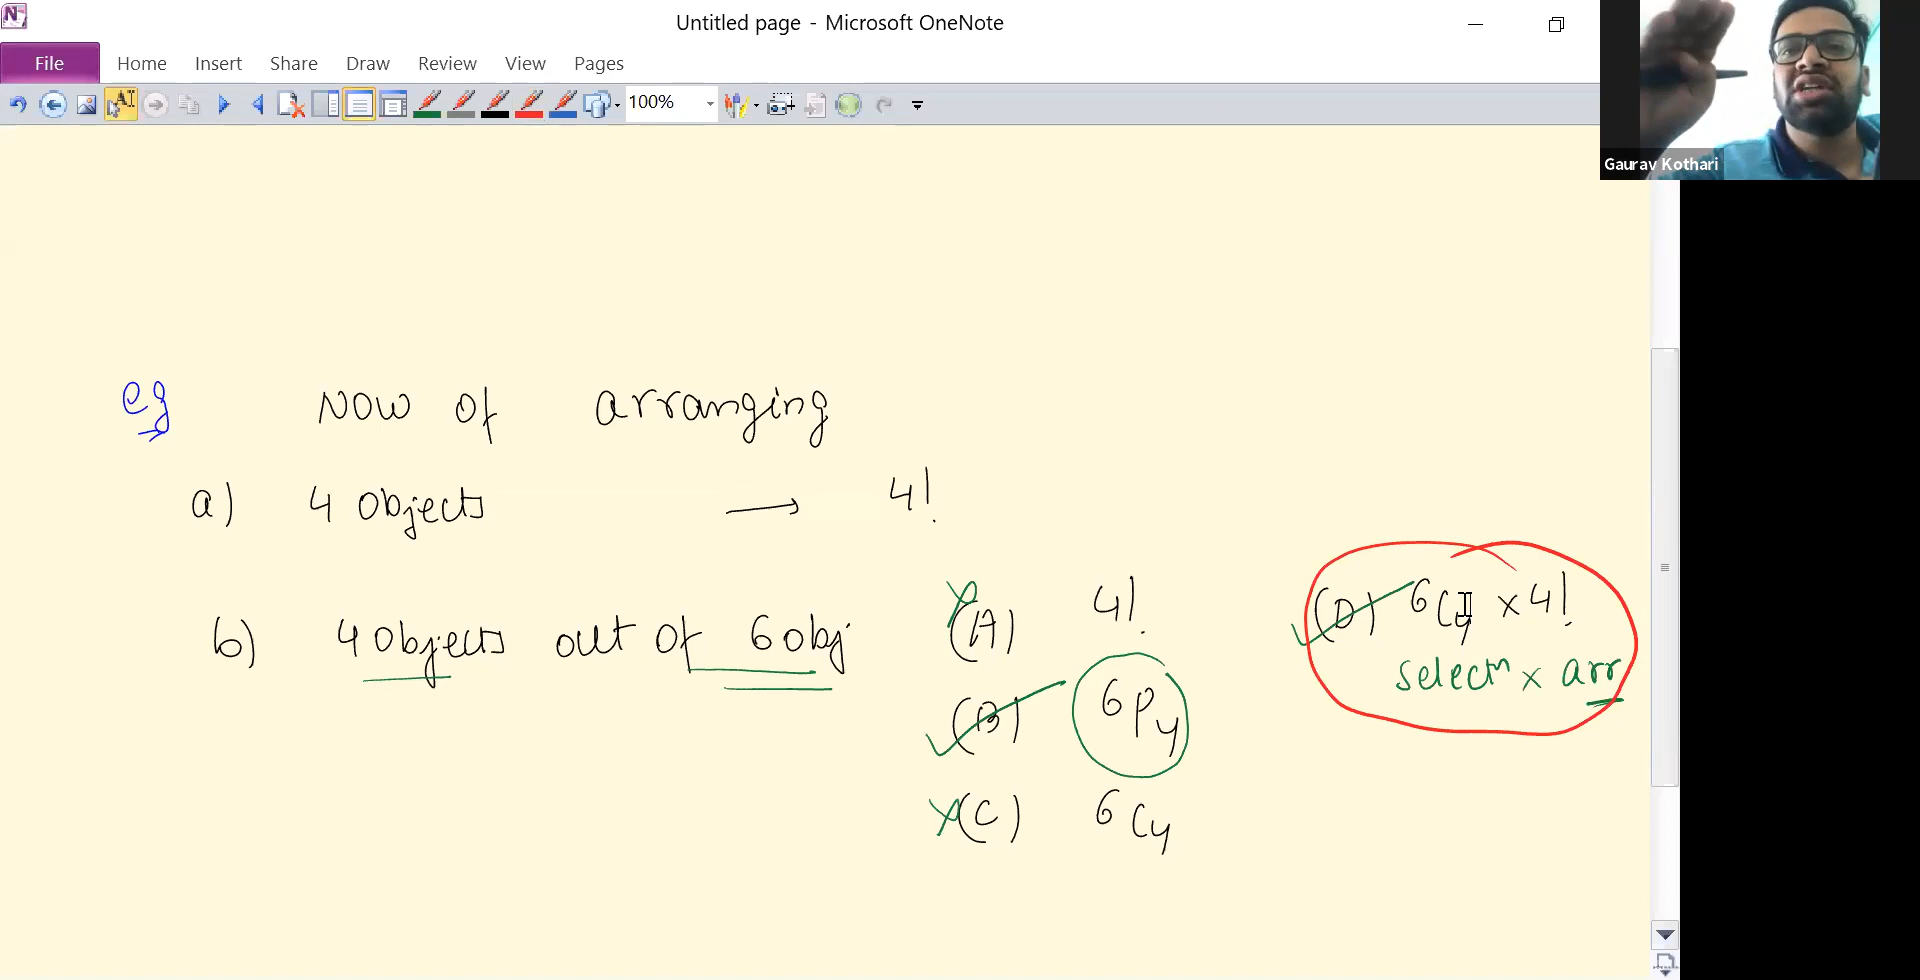 Untitled page - Microsoft OneNote
File Home Insert Share Draw Review View Pages
100%
Gaurav Kothari
eg NOW of arranging
a) 4 objects → 4!
b) 4 objects out of 6 obj
(A) 4!
(B) 6P4
(C) 6C4
(D) 6C4 × 4!
selectⁿ × arr